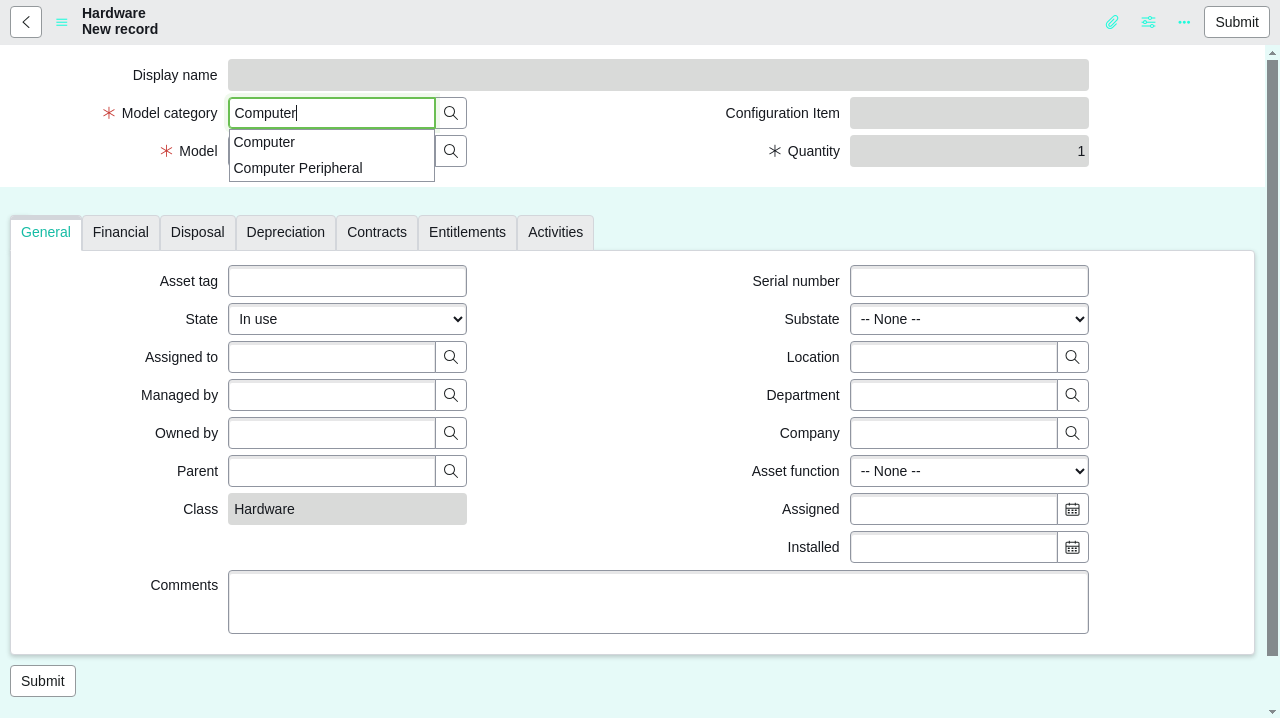 Hardware
New record
Submit
Display name
Model category
Computer
Configuration Item
Computer
Computer Peripheral
Model
Quantity
1
General
Financial
Disposal
Depreciation
Contracts
Entitlements
Activities
Asset tag
Serial number
State
In use
Substate
-- None --
Assigned to
Location
Managed by
Department
Owned by
Company
Parent
Asset function
-- None --
Class
Hardware
Assigned
Installed
Comments
Submit